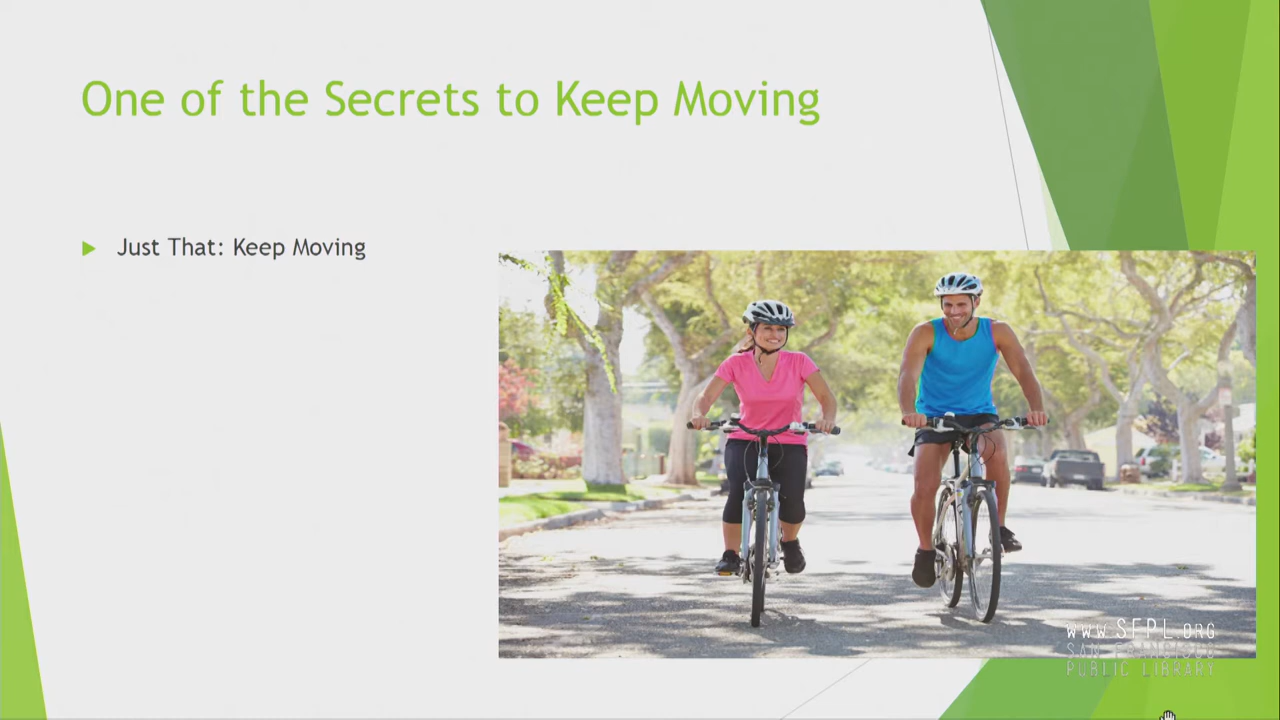 One of the Secrets to Keep Moving
Just That: Keep Moving
www.SFPL.org
SAN FRANCISCO
PUBLIC LIBRARY